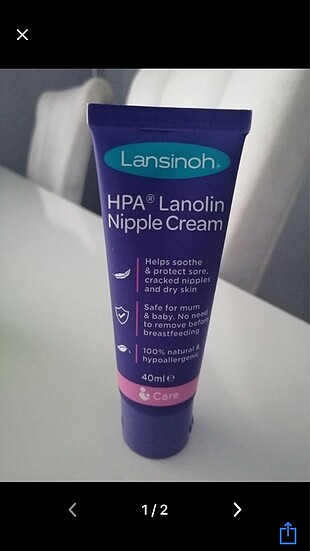 Lansinoh®
HPA® Lanolin
Nipple Cream
Helps soothe
& protect sore,
cracked nipples
and dry skin
Safe for mum
& baby. No need
to remove before
breastfeeding
100% natural &
hypoallergenic
40ml ℮
Care
1/2